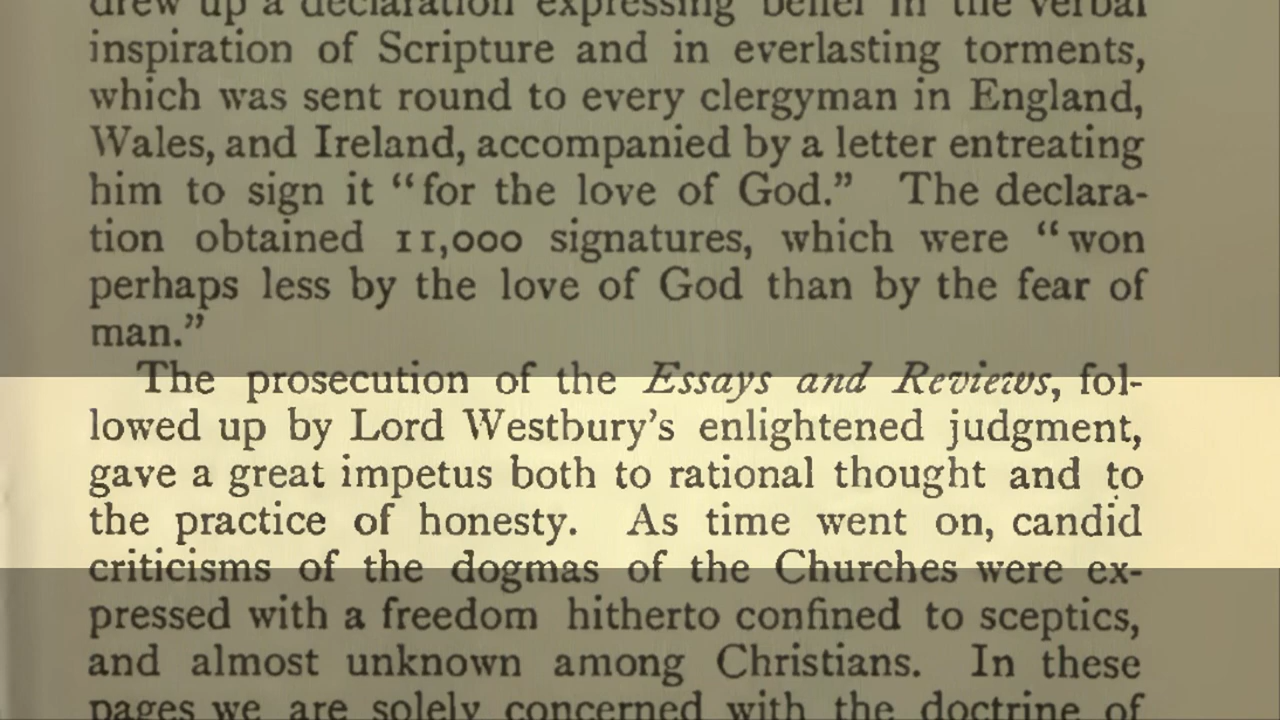 drew up a declaration expressing belief in the verbal
inspiration of Scripture and in everlasting torments,
which was sent round to every clergyman in England,
Wales, and Ireland, accompanied by a letter entreating
him to sign it “for the love of God.” The declara-
tion obtained 11,000 signatures, which were “won
perhaps less by the love of God than by the fear of
man.”
The prosecution of the Essays and Reviews, fol-
lowed up by Lord Westbury’s enlightened judgment,
gave a great impetus both to rational thought and to
the practice of honesty. As time went on, candid
criticisms of the dogmas of the Churches were ex-
pressed with a freedom hitherto confined to sceptics,
and almost unknown among Christians. In these
pages we are solely concerned with the doctrine of